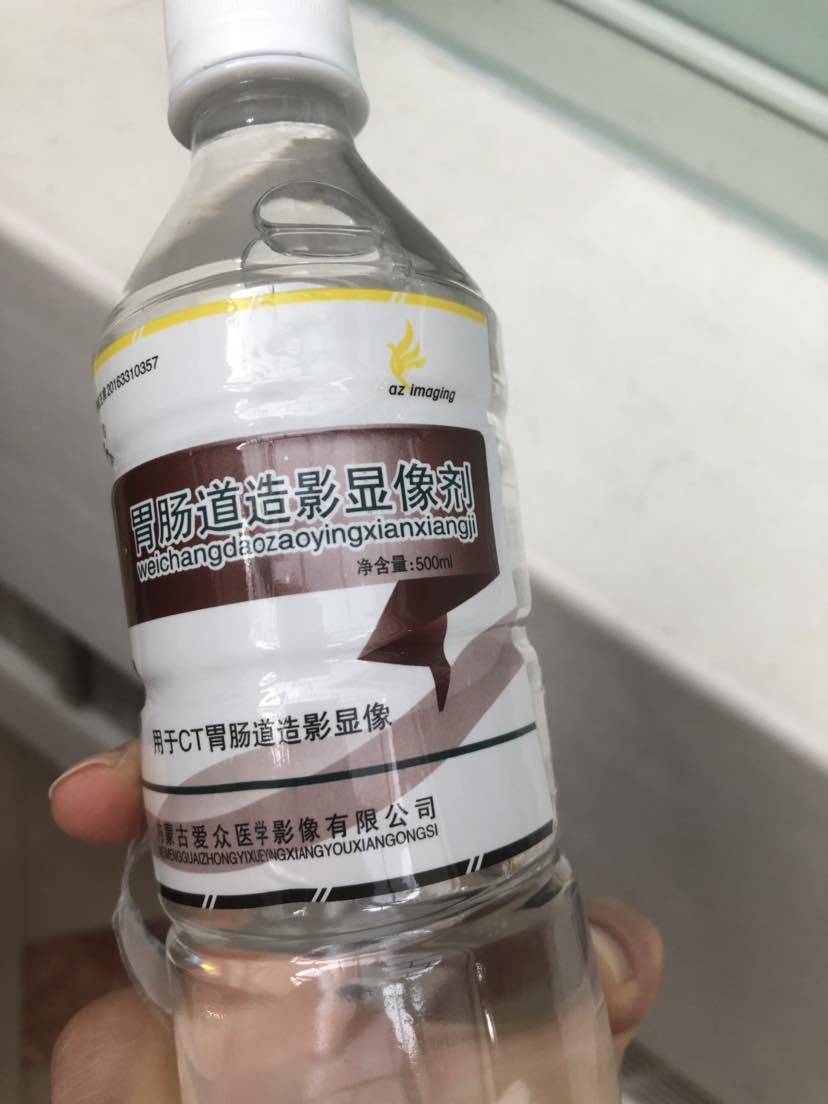 20163310357
az imaging
胃肠道造影显像剂
weichangdaozaoyingxianxiangji
净含量:500ml
用于CT胃肠道造影显像
内蒙古爱众医学影像有限公司
NEIMENGGUAIZHONGYIXUEYINGXIANGYOUXIANGONGSI